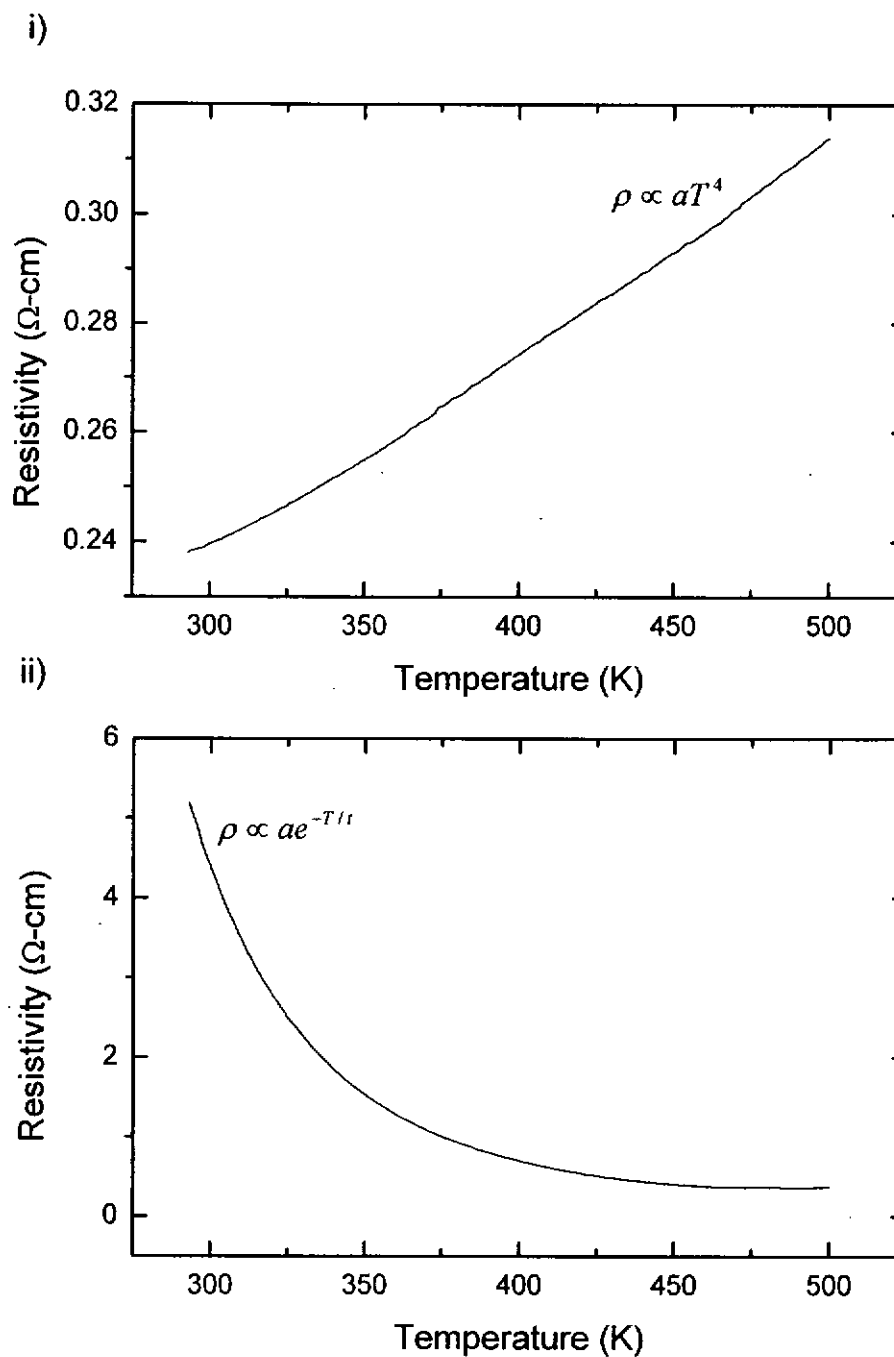 i)
0.32
0.30
0.28
0.26
0.24
Resistivity (Ω-cm)
ρ ∝ aT⁴
300 350 400 450 500
Temperature (K)
ii)
6
4
2
0
Resistivity (Ω-cm)
ρ ∝ ae^{-T/t}
300 350 400 450 500
Temperature (K)